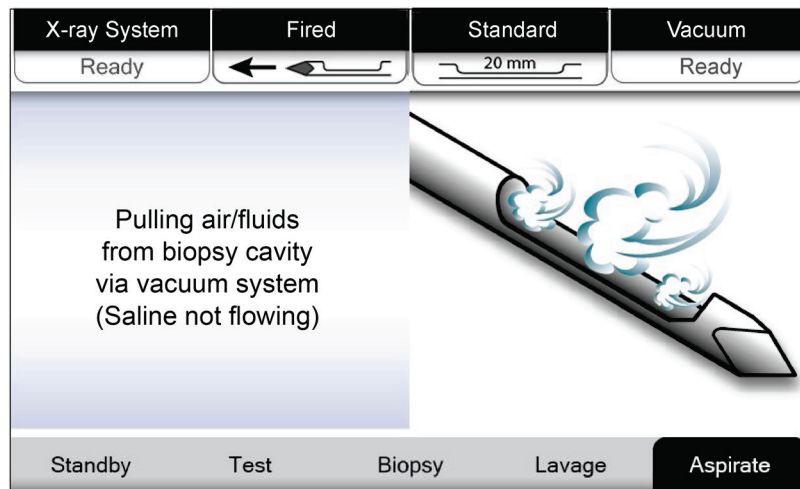 X-ray System Fired Standard Vacuum
Ready 20 mm Ready
Pulling air/fluids
from biopsy cavity
via vacuum system
(Saline not flowing)
Standby Test Biopsy Lavage Aspirate